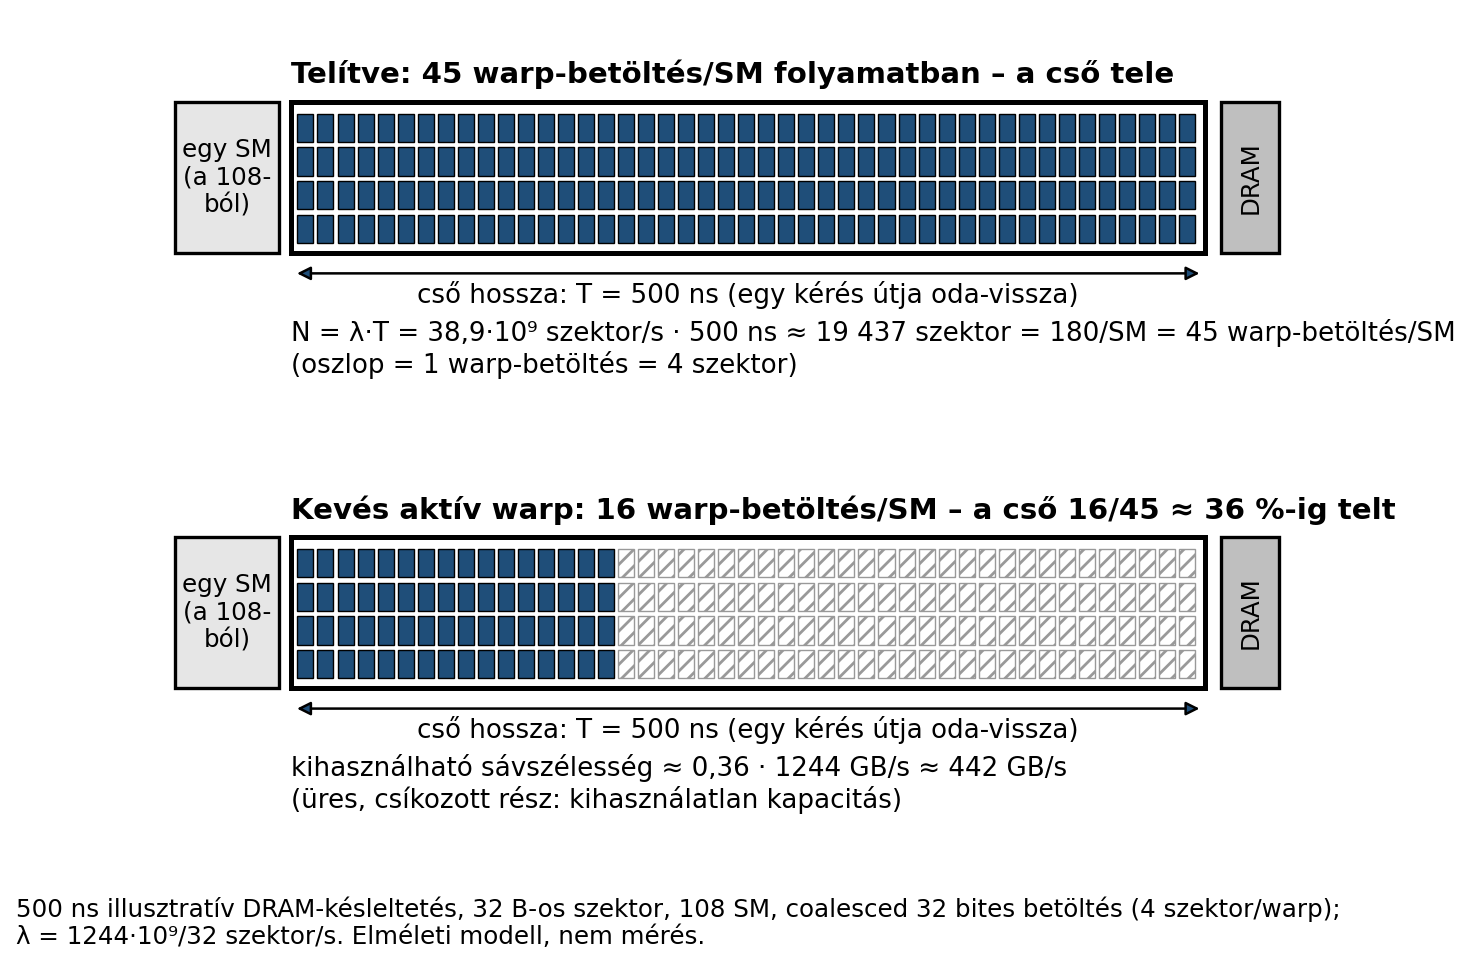 Telítve: 45 warp-betöltés/SM folyamatban – a cső tele
egy SM
(a 108-
ból)
DRAM
cső hossza: T = 500 ns (egy kérés útja oda-vissza)
N = λ·T = 38,9·10⁹ szektor/s · 500 ns ≈ 19 437 szektor = 180/SM = 45 warp-betöltés/SM
(oszlop = 1 warp-betöltés = 4 szektor)
Kevés aktív warp: 16 warp-betöltés/SM – a cső 16/45 ≈ 36 %-ig telt
egy SM
(a 108-
ból)
DRAM
cső hossza: T = 500 ns (egy kérés útja oda-vissza)
kihasználható sávszélesség ≈ 0,36 · 1244 GB/s ≈ 442 GB/s
(üres, csíkozott rész: kihasználatlan kapacitás)
500 ns illusztratív DRAM-késleltetés, 32 B-os szektor, 108 SM, coalesced 32 bites betöltés (4 szektor/warp);
λ = 1244·10⁹/32 szektor/s. Elméleti modell, nem mérés.